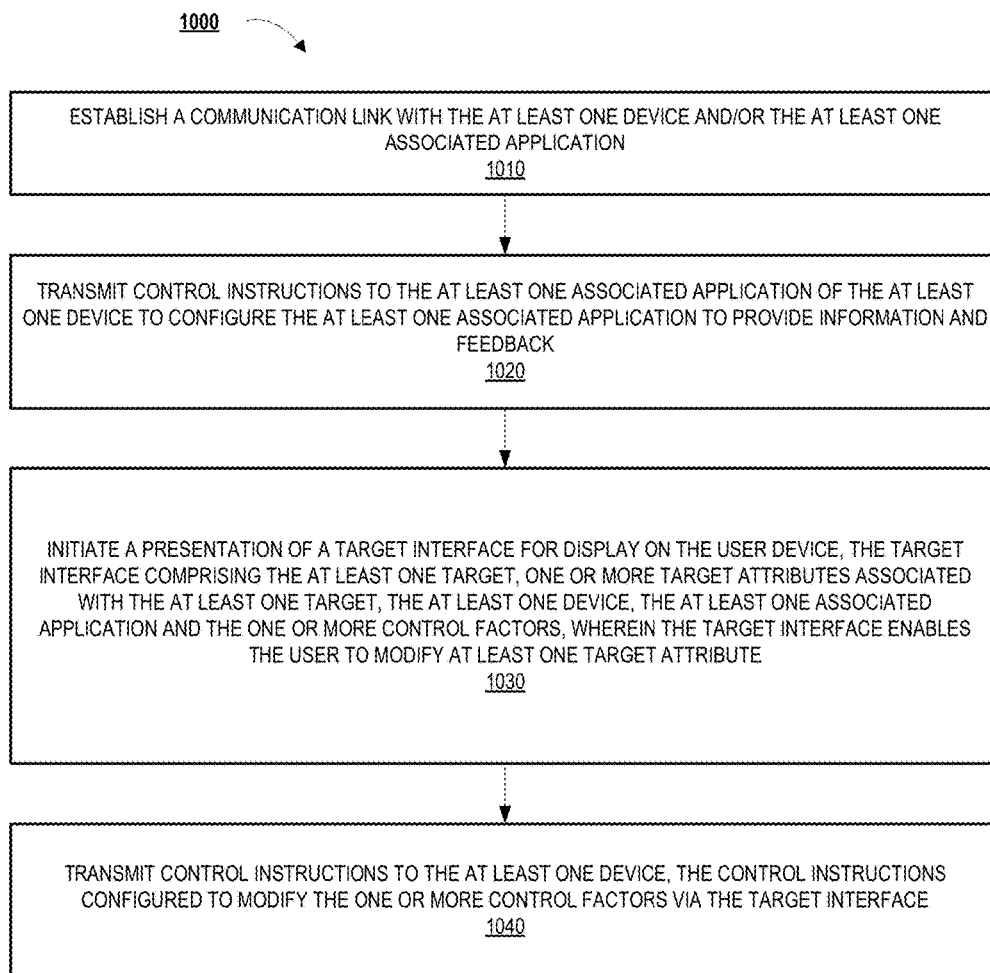 1000
ESTABLISH A COMMUNICATION LINK WITH THE AT LEAST ONE DEVICE AND/OR THE AT LEAST ONE
ASSOCIATED APPLICATION
1010
TRANSMIT CONTROL INSTRUCTIONS TO THE AT LEAST ONE ASSOCIATED APPLICATION OF THE AT LEAST
ONE DEVICE TO CONFIGURE THE AT LEAST ONE ASSOCIATED APPLICATION TO PROVIDE INFORMATION AND
FEEDBACK
1020
INITIATE A PRESENTATION OF A TARGET INTERFACE FOR DISPLAY ON THE USER DEVICE, THE TARGET
INTERFACE COMPRISING THE AT LEAST ONE TARGET, ONE OR MORE TARGET ATTRIBUTES ASSOCIATED
WITH THE AT LEAST ONE TARGET, THE AT LEAST ONE DEVICE, THE AT LEAST ONE ASSOCIATED
APPLICATION AND THE ONE OR MORE CONTROL FACTORS, WHEREIN THE TARGET INTERFACE ENABLES
THE USER TO MODIFY AT LEAST ONE TARGET ATTRIBUTE
1030
TRANSMIT CONTROL INSTRUCTIONS TO THE AT LEAST ONE DEVICE, THE CONTROL INSTRUCTIONS
CONFIGURED TO MODIFY THE ONE OR MORE CONTROL FACTORS VIA THE TARGET INTERFACE
1040